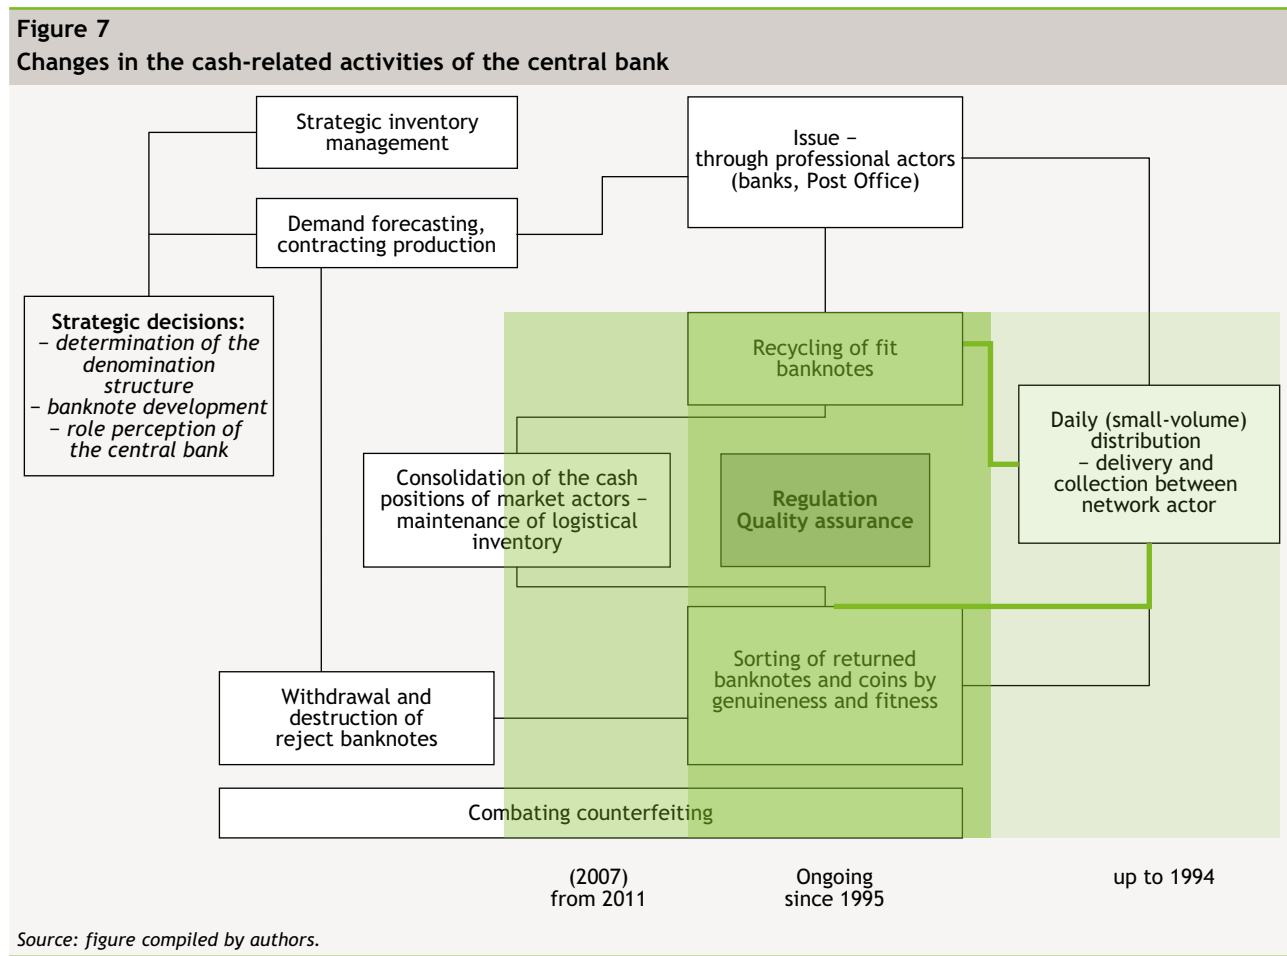 Figure 7
Changes in the cash-related activities of the central bank
Strategic inventory
management
Issue –
through professional actors
(banks, Post Office)
Demand forecasting,
contracting production
Strategic decisions:
– determination of the
denomination
structure
– banknote development
– role perception of
the central bank
Recycling of fit
banknotes
Daily (small-volume)
distribution
– delivery and
collection between
network actor
Consolidation of the cash
positions of market actors –
maintenance of logistical
inventory
Regulation
Quality assurance
Sorting of returned
banknotes and coins by
genuineness and fitness
Withdrawal and
destruction of
reject banknotes
Combating counterfeiting
(2007)
from 2011
Ongoing
since 1995
up to 1994
Source: figure compiled by authors.